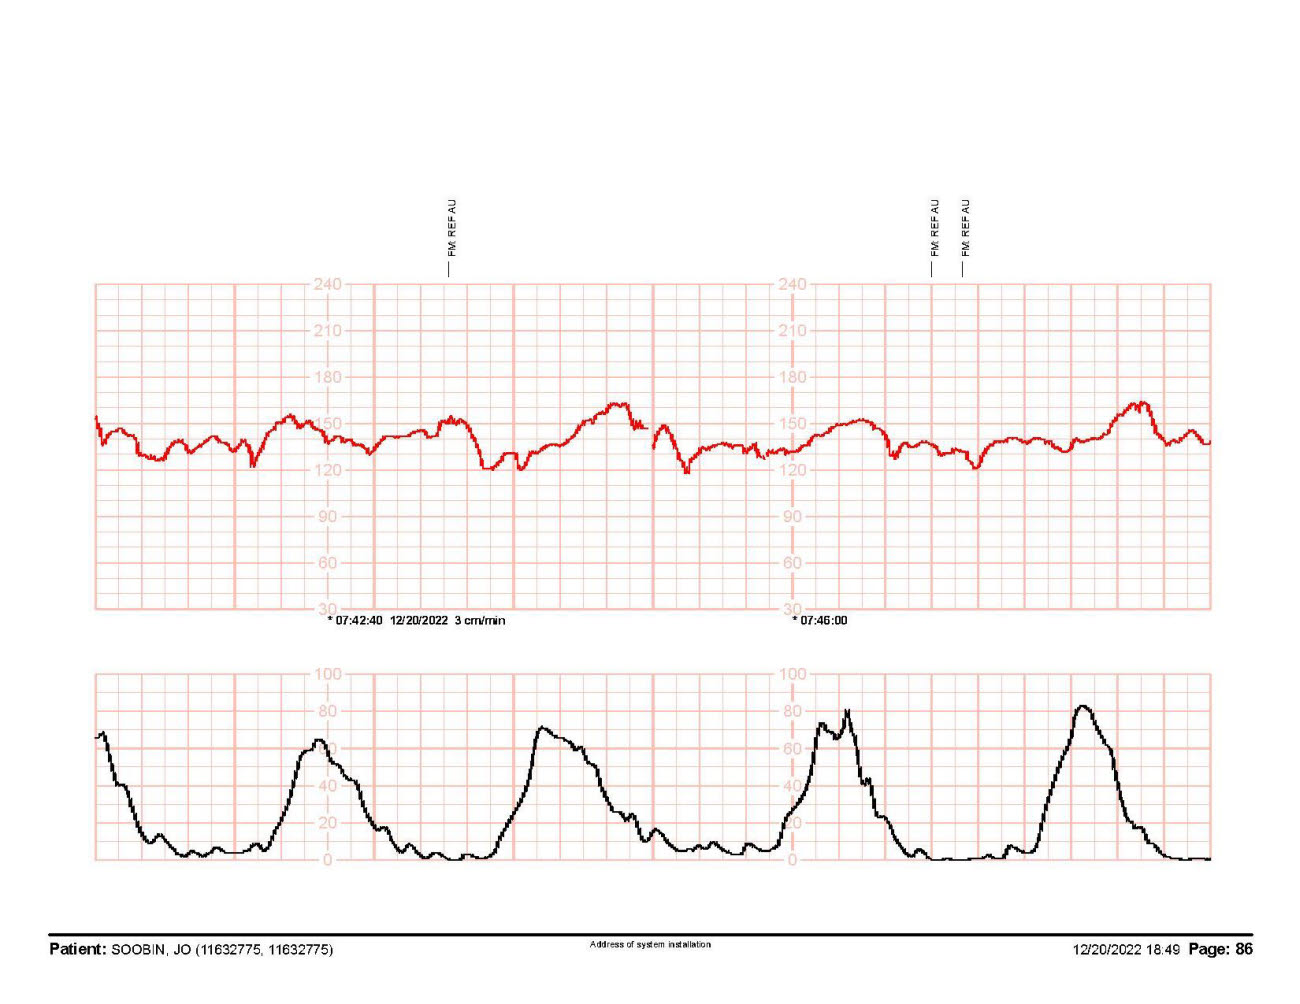 FM: REF AU
FM: REF AU
FM: REF AU
240 240
210 210
180 180
150 150
120 120
90 90
60 60
30 30
* 07:42:40 12/20/2022 3 cm/min * 07:46:00
100 100
80 80
60 60
40 40
20 20
0 0
Patient: SOOBIN, JO (11632775, 11632775) Address of system installation 12/20/2022 18:49 Page: 86